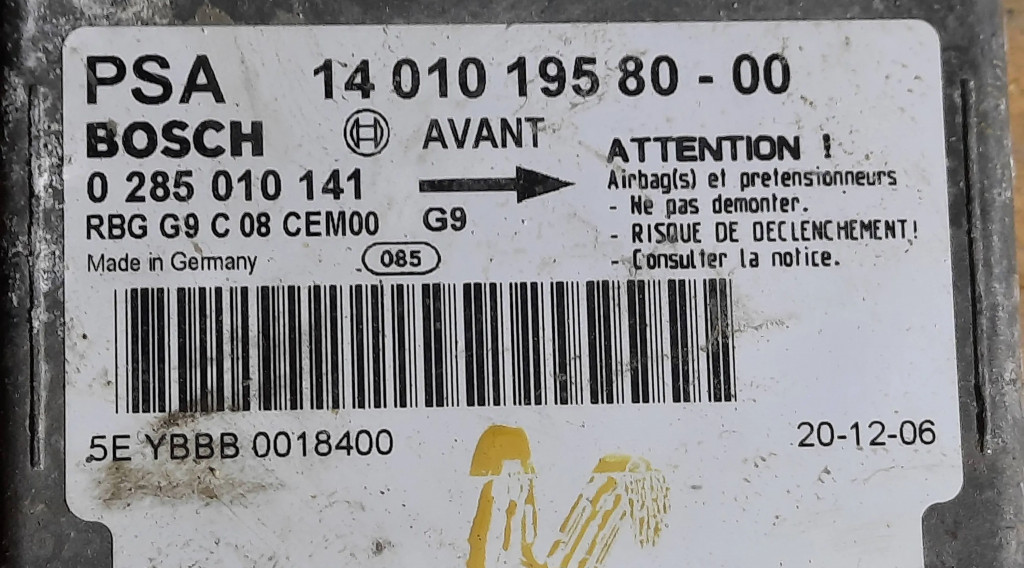 PSA 14 010 195 80 - 00
BOSCH AVANT
0 285 010 141
RBG G9 C 08 CEM00 G9
Made in Germany 085
ATTENTION !
Airbag(s) et pretensionneurs
- Ne pas demonter.
- RISQUE DE DECLENCHEMENT!
- Consulter la notice.
5E YBBB 0018400
20-12-06